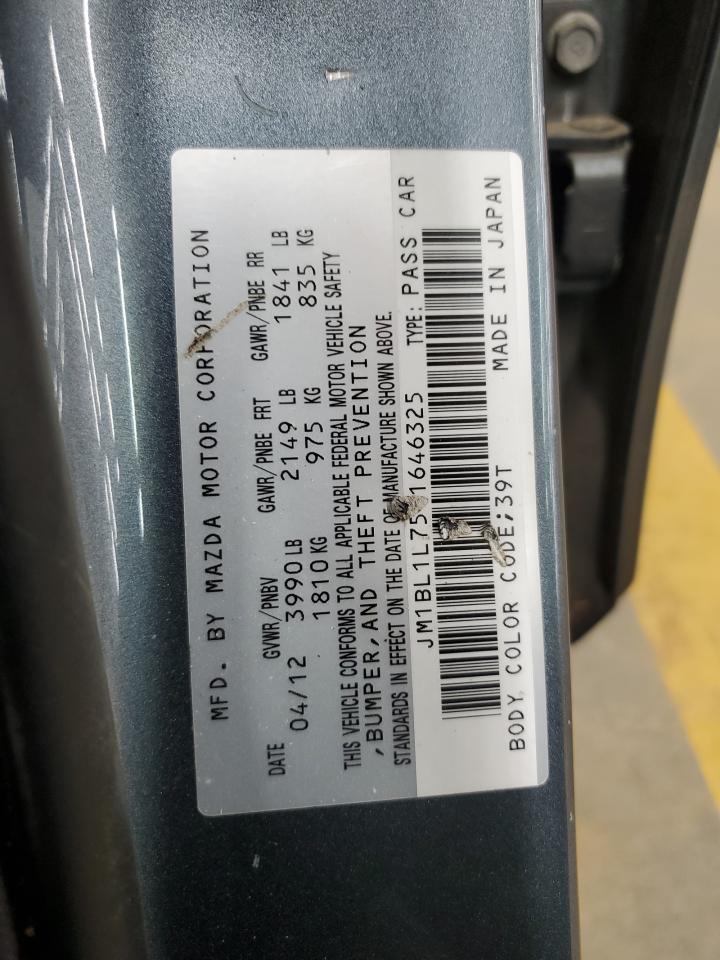 MFD. BY MAZDA MOTOR CORPORATION
DATE GVWR/PNBV GAWR/PNBE FRT GAWR/PNBE RR
04/12 3990 LB 2149 LB 1841 LB
1810 KG 975 KG 835 KG
THIS VEHICLE CONFORMS TO ALL APPLICABLE FEDERAL MOTOR VEHICLE SAFETY
,BUMPER,AND THEFT PREVENTION
STANDARDS IN EFFECT ON THE DATE OF MANUFACTURE SHOWN ABOVE.
TYPE: PASS CAR
BODY COLOR CODE;39T MADE IN JAPAN